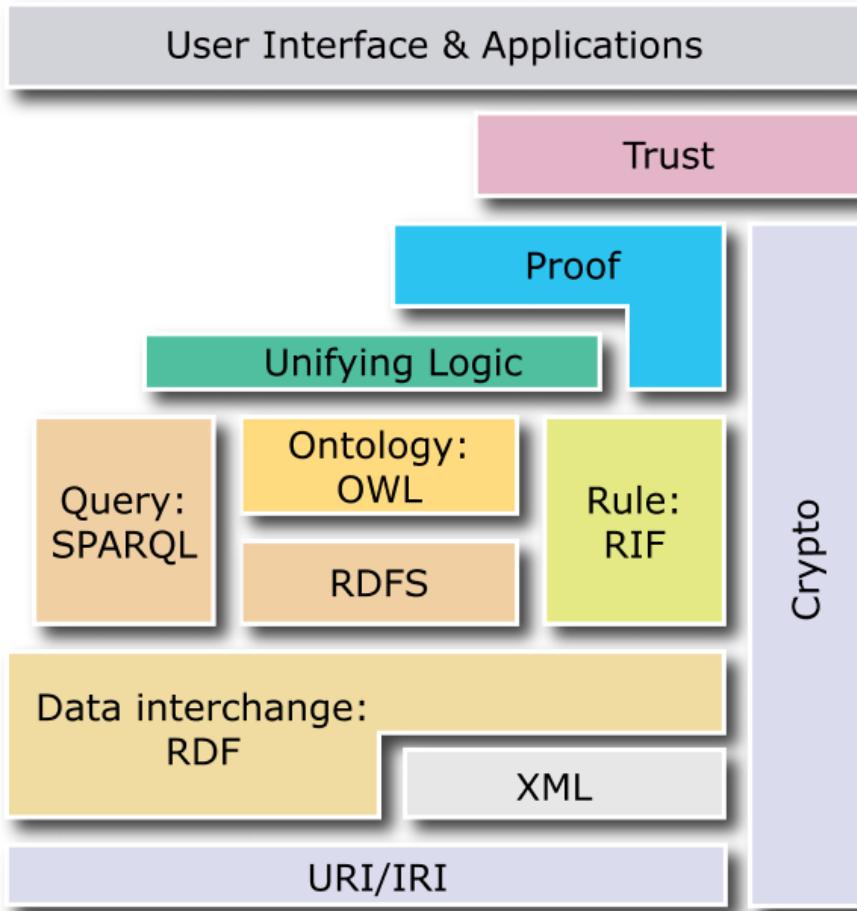 User Interface & Applications
Trust
Proof
Unifying Logic
Ontology:
OWL
Query:
SPARQL
Rule:
RIF
RDFS
Crypto
Data interchange:
RDF
XML
URI/IRI